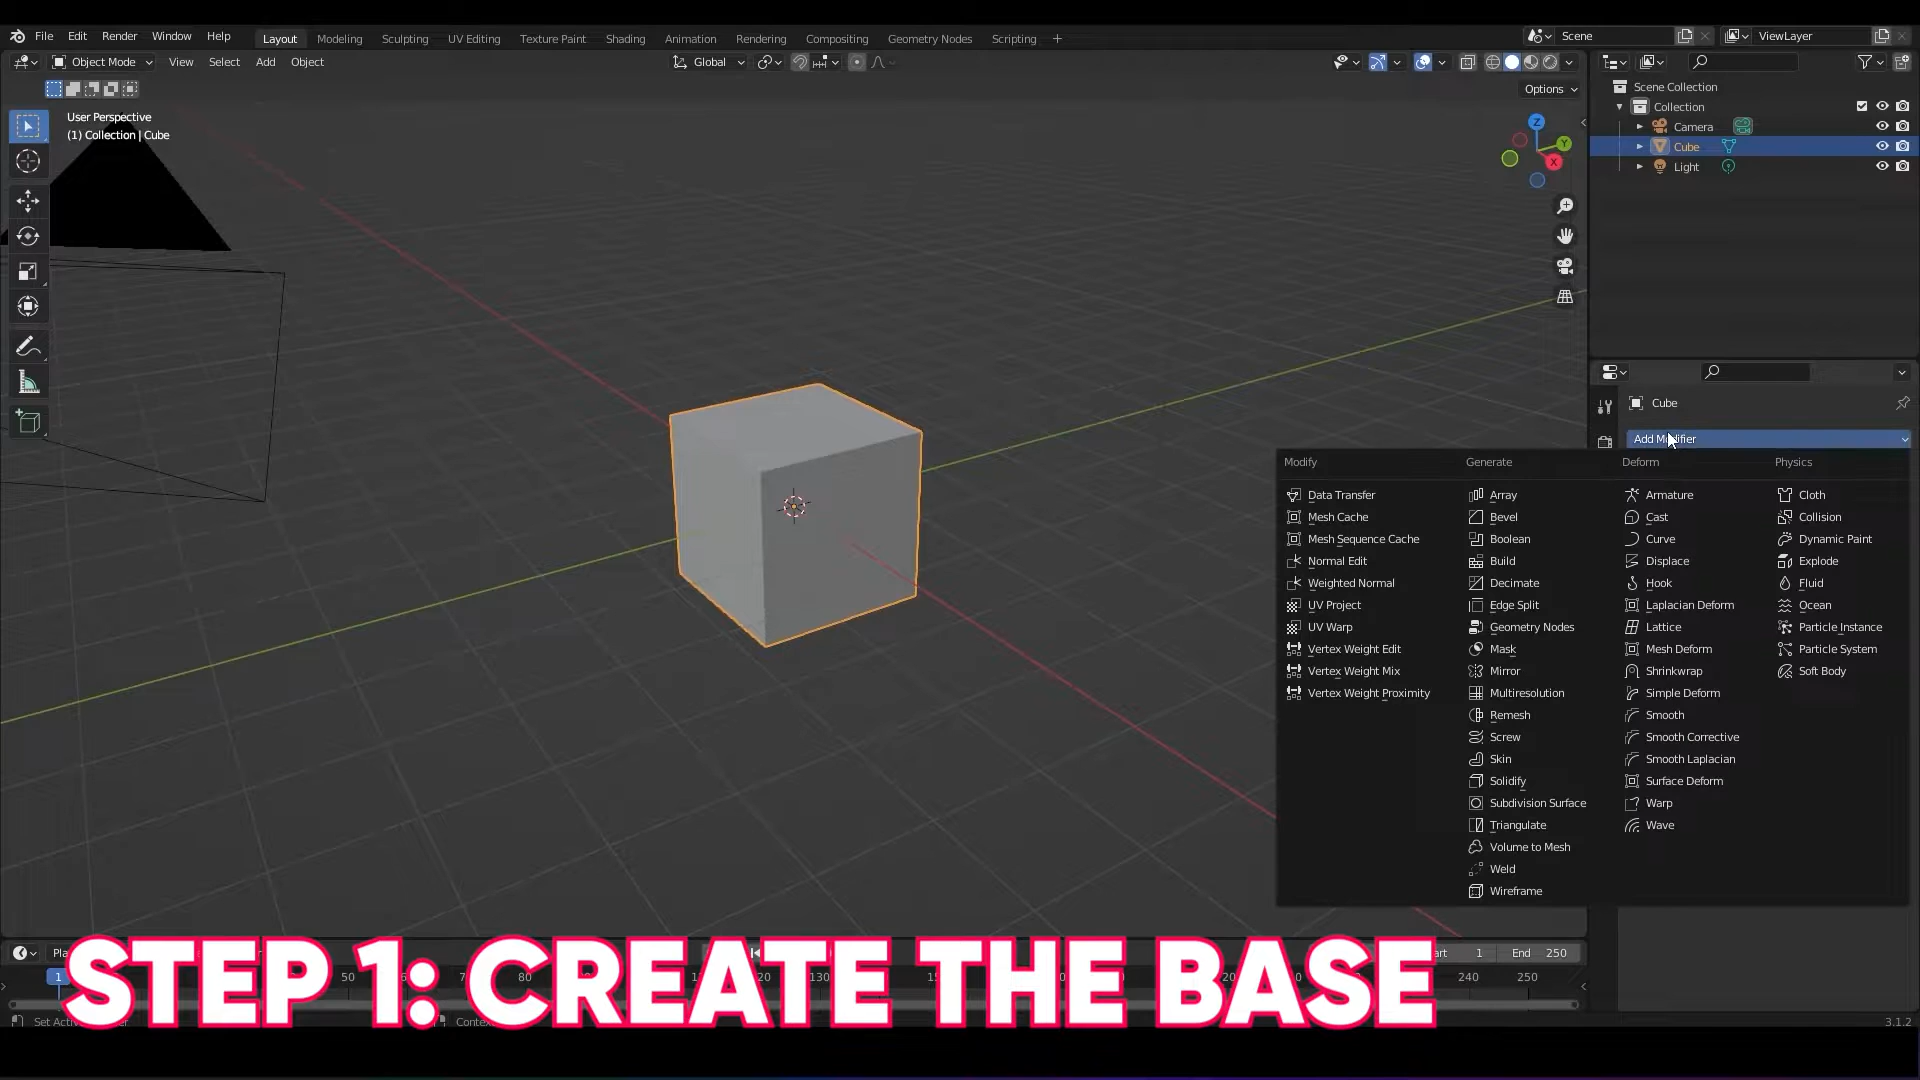 File Edit Render Window Help Layout Modeling Sculpting UV Editing Texture Paint Shading Animation Rendering Compositing Geometry Nodes Scripting + Scene ViewLayer
Object Mode View Select Add Object Global
Options
User Perspective
(1) Collection | Cube
Z
Y
X
Scene Collection
Collection
Camera
Cube
Light
Cube
Add Modifier
Modify Generate Deform Physics
Data Transfer Array Armature Cloth
Mesh Cache Bevel Cast Collision
Mesh Sequence Cache Boolean Curve Dynamic Paint
Normal Edit Build Displace Explode
Weighted Normal Decimate Hook Fluid
UV Project Edge Split Laplacian Deform Ocean
UV Warp Geometry Nodes Lattice Particle Instance
Vertex Weight Edit Mask Mesh Deform Particle System
Vertex Weight Mix Mirror Shrinkwrap Soft Body
Vertex Weight Proximity Multiresolution Simple Deform
Remesh Smooth
Screw Smooth Corrective
Skin Smooth Laplacian
Solidify Surface Deform
Subdivision Surface Warp
Triangulate Wave
Volume to Mesh
Weld
Wireframe
1 End 250
1 50 240 250
STEP 1: CREATE THE BASE
3.1.2